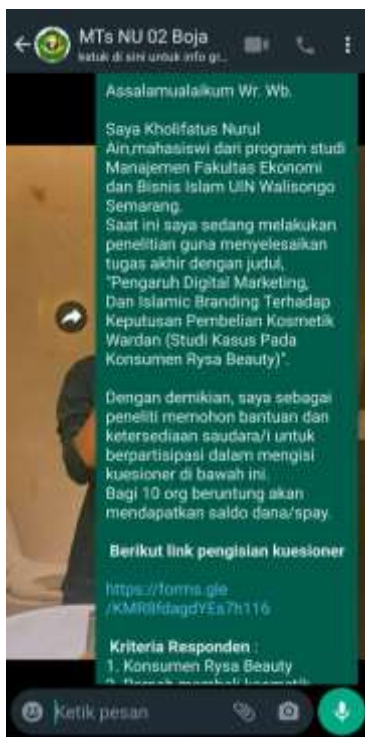 MTs NU 02 Boja
ketuk di sini untuk info gr...
Assalamualaikum Wr. Wb.
Saya Kholifatus Nurul
Ain,mahasiswi dari program studi
Manajemen Fakultas Ekonomi
dan Bisnis Islam UIN Walisongo
Semarang.
Saat ini saya sedang melakukan
penelitian guna menyelesaikan
tugas akhir dengan judul,
"Pengaruh Digital Marketing,
Dan Islamic Branding Terhadap
Keputusan Pembelian Kosmetik
Wardan (Studi Kasus Pada
Konsumen Rysa Beauty)".
Dengan demikian, saya sebagai
peneliti memohon bantuan dan
ketersediaan saudara/i untuk
berpartisipasi dalam mengisi
kuesioner di bawah ini.
Bagi 10 org beruntung akan
mendapatkan saldo dana/spay.
Berikut link pengisian kuesioner
https://forms.gle
/KMR8fdagdYEs7h116
Kriteria Responden :
1. Konsumen Rysa Beauty
2. Pernah membeli kosmetik
Ketik pesan